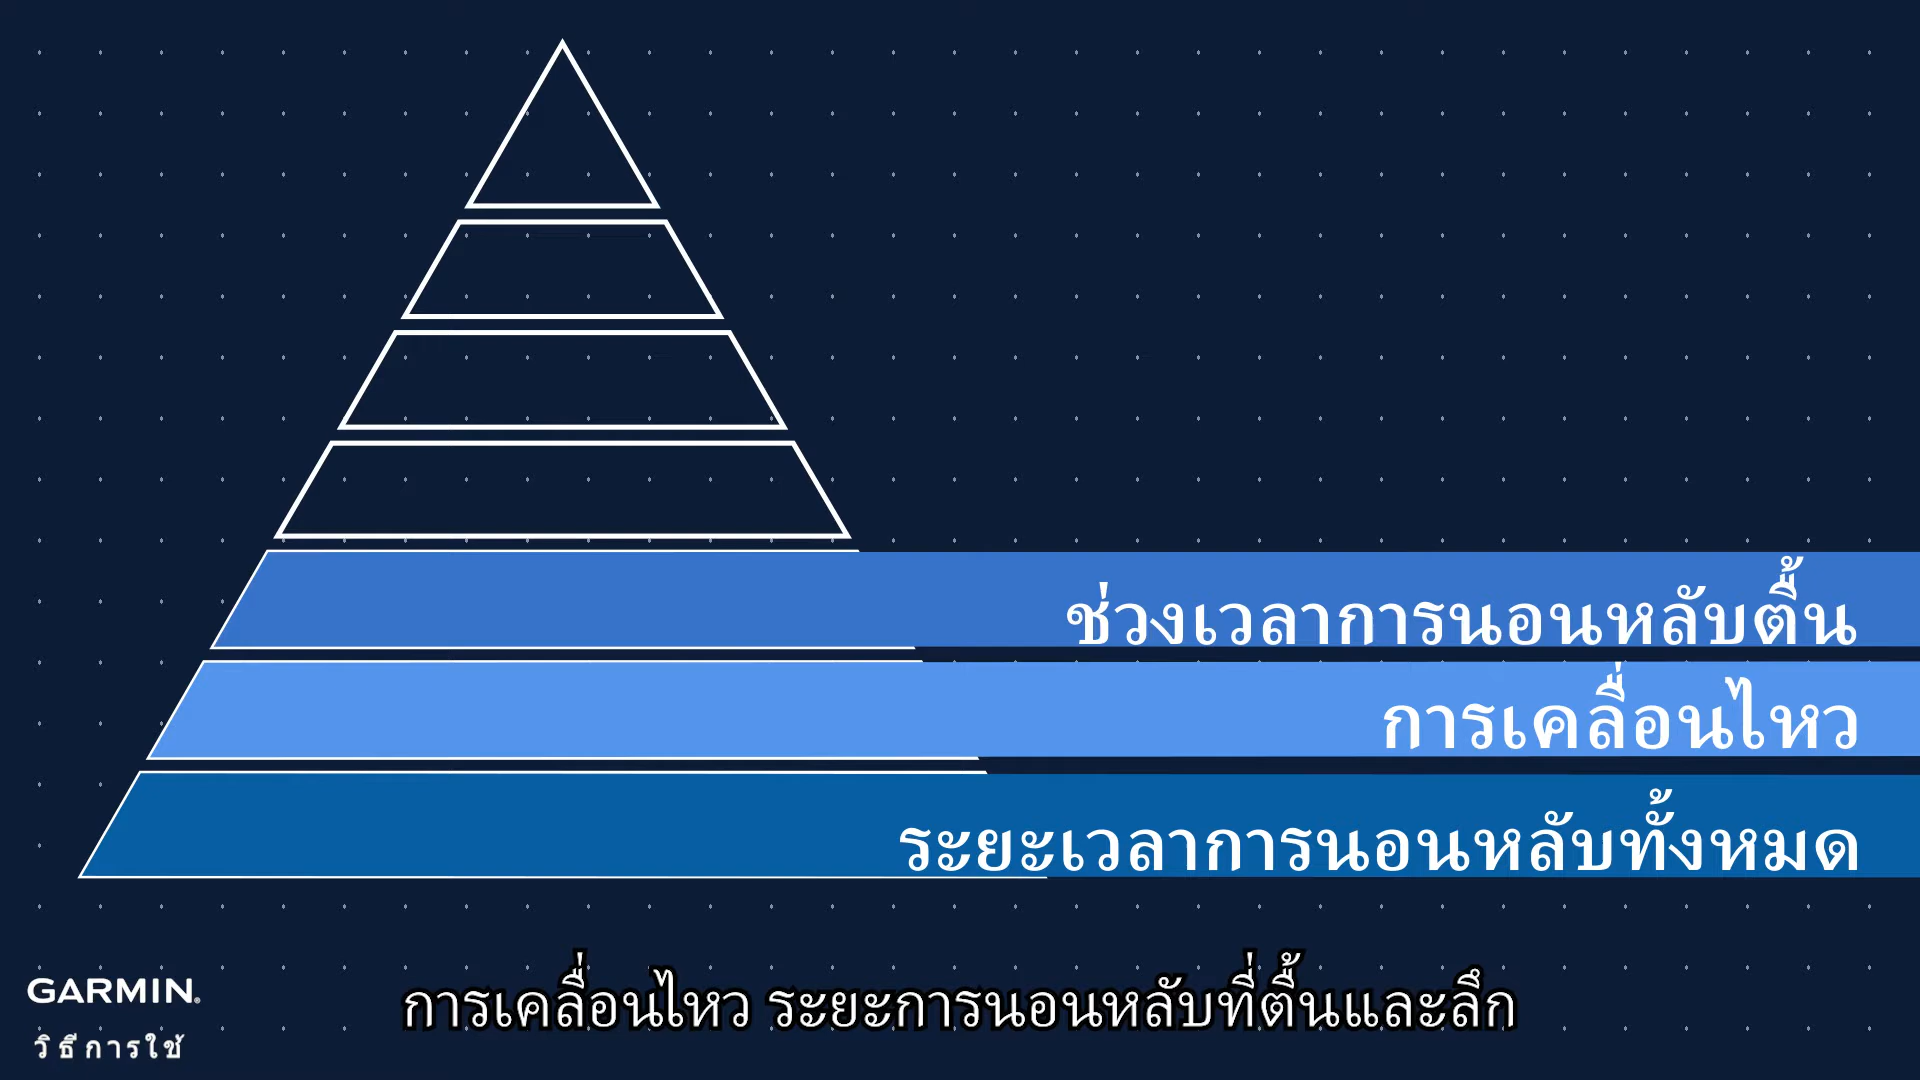 ช่วงเวลาการนอนหลับตื้น
การเคลื่อนไหว
ระยะเวลาการนอนหลับทั้งหมด
การเคลื่อนไหว ระยะการนอนหลับที่ตื้นและลึก
GARMIN®
วิธีการใช้